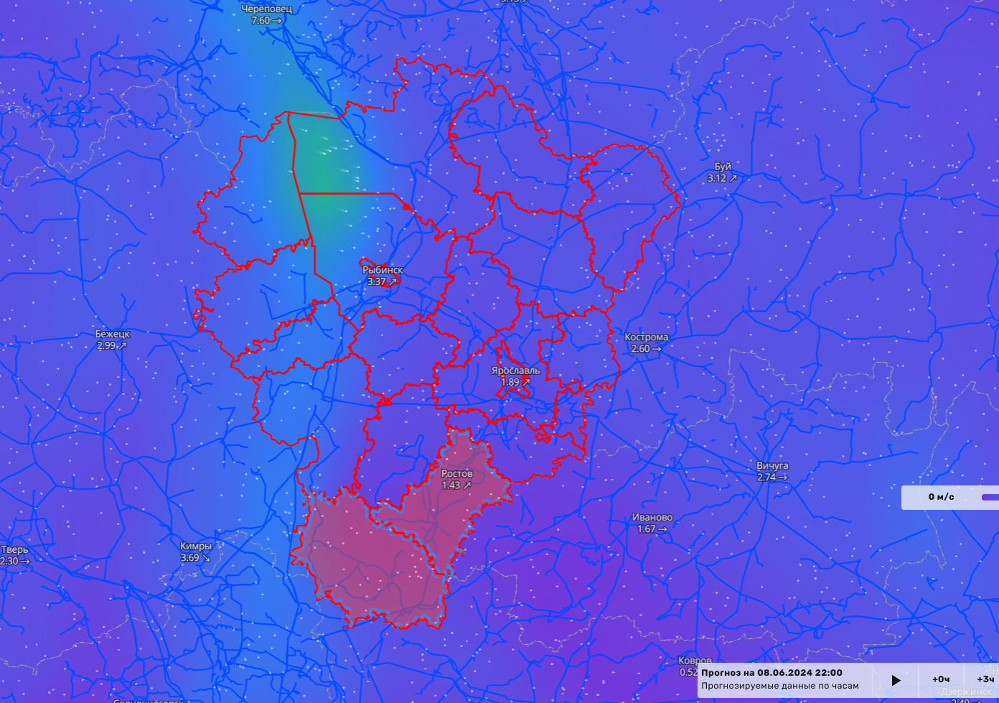 Череповец
7.60 →
Буй
3.12 ↗
Рыбинск
3.37 ↗
Бежецк
2.99 ↗
Кострома
2.60 →
Ярославль
1.89 ↗
Ростов
1.43 ↗
Вичуга
2.74 →
0 м/с
Иваново
1.67 →
Тверь
2.30 →
Кимры
3.69 ↘
Ковров
0.52
Прогноз на 08.06.2024 22:00
Прогнозируемые данные по часам
+0ч
+3ч
Дзержинск
Солнечногорск